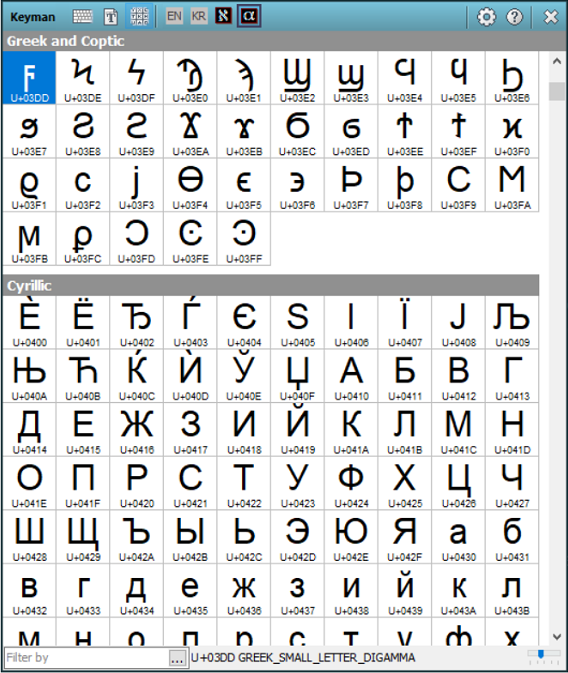 Keyman EN KR ℵ α
Greek and Coptic
ϝ Ϟ ϟ Ϡ ϡ Ϣ ϣ Ϥ ϥ Ϧ
U+03DD U+03DE U+03DF U+03E0 U+03E1 U+03E2 U+03E3 U+03E4 U+03E5 U+03E6
ϧ Ϩ ϩ Ϫ ϫ Ϭ ϭ Ϯ ϯ ϰ
U+03E7 U+03E8 U+03E9 U+03EA U+03EB U+03EC U+03ED U+03EE U+03EF U+03F0
ϱ ϲ ϳ ϴ ϵ ϶ Ϸ ϸ Ϲ Ϻ
U+03F1 U+03F2 U+03F3 U+03F4 U+03F5 U+03F6 U+03F7 U+03F8 U+03F9 U+03FA
ϻ ϼ Ͻ Ͼ Ͽ
U+03FB U+03FC U+03FD U+03FE U+03FF
Cyrillic
Ѐ Ё Ђ Ѓ Є Ѕ І Ї Ј Љ
U+0400 U+0401 U+0402 U+0403 U+0404 U+0405 U+0406 U+0407 U+0408 U+0409
Њ Ћ Ќ Ѝ Ў Џ А Б В Г
U+040A U+040B U+040C U+040D U+040E U+040F U+0410 U+0411 U+0412 U+0413
Д Е Ж З И Й К Л М Н
U+0414 U+0415 U+0416 U+0417 U+0418 U+0419 U+041A U+041B U+041C U+041D
О П Р С Т У Ф Х Ц Ч
U+041E U+041F U+0420 U+0421 U+0422 U+0423 U+0424 U+0425 U+0426 U+0427
Ш Щ Ъ Ы Ь Э Ю Я а б
U+0428 U+0429 U+042A U+042B U+042C U+042D U+042E U+042F U+0430 U+0431
в г д е ж з и й к л
U+0432 U+0433 U+0434 U+0435 U+0436 U+0437 U+0438 U+0439 U+043A U+043B
м н о п р с т у ф х
Filter by ... U+03DD GREEK_SMALL_LETTER_DIGAMMA